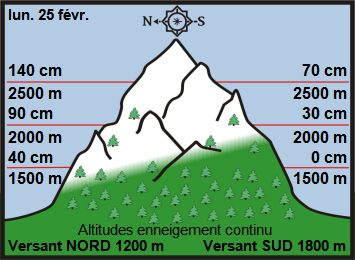 lun. 25 févr.
N S
140 cm 70 cm
2500 m 2500 m
90 cm 30 cm
2000 m 2000 m
40 cm 0 cm
1500 m 1500 m
Altitudes enneigement continu
Versant NORD 1200 m Versant SUD 1800 m